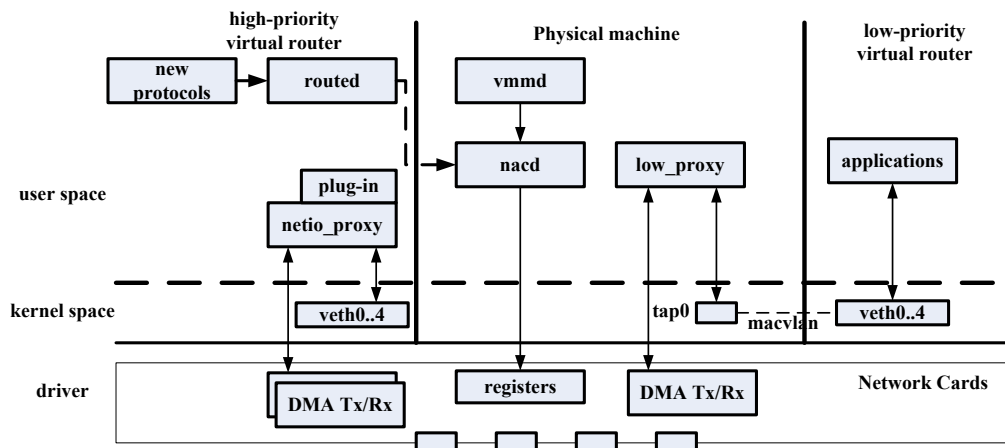 high-priority
virtual router
Physical machine
low-priority
virtual router
new
protocols
routed
vmmd
nacd
low_proxy
applications
user space
plug-in
netio_proxy
kernel space
veth0..4
tap0
macvlan
veth0..4
driver
DMA Tx/Rx
registers
DMA Tx/Rx
Network Cards